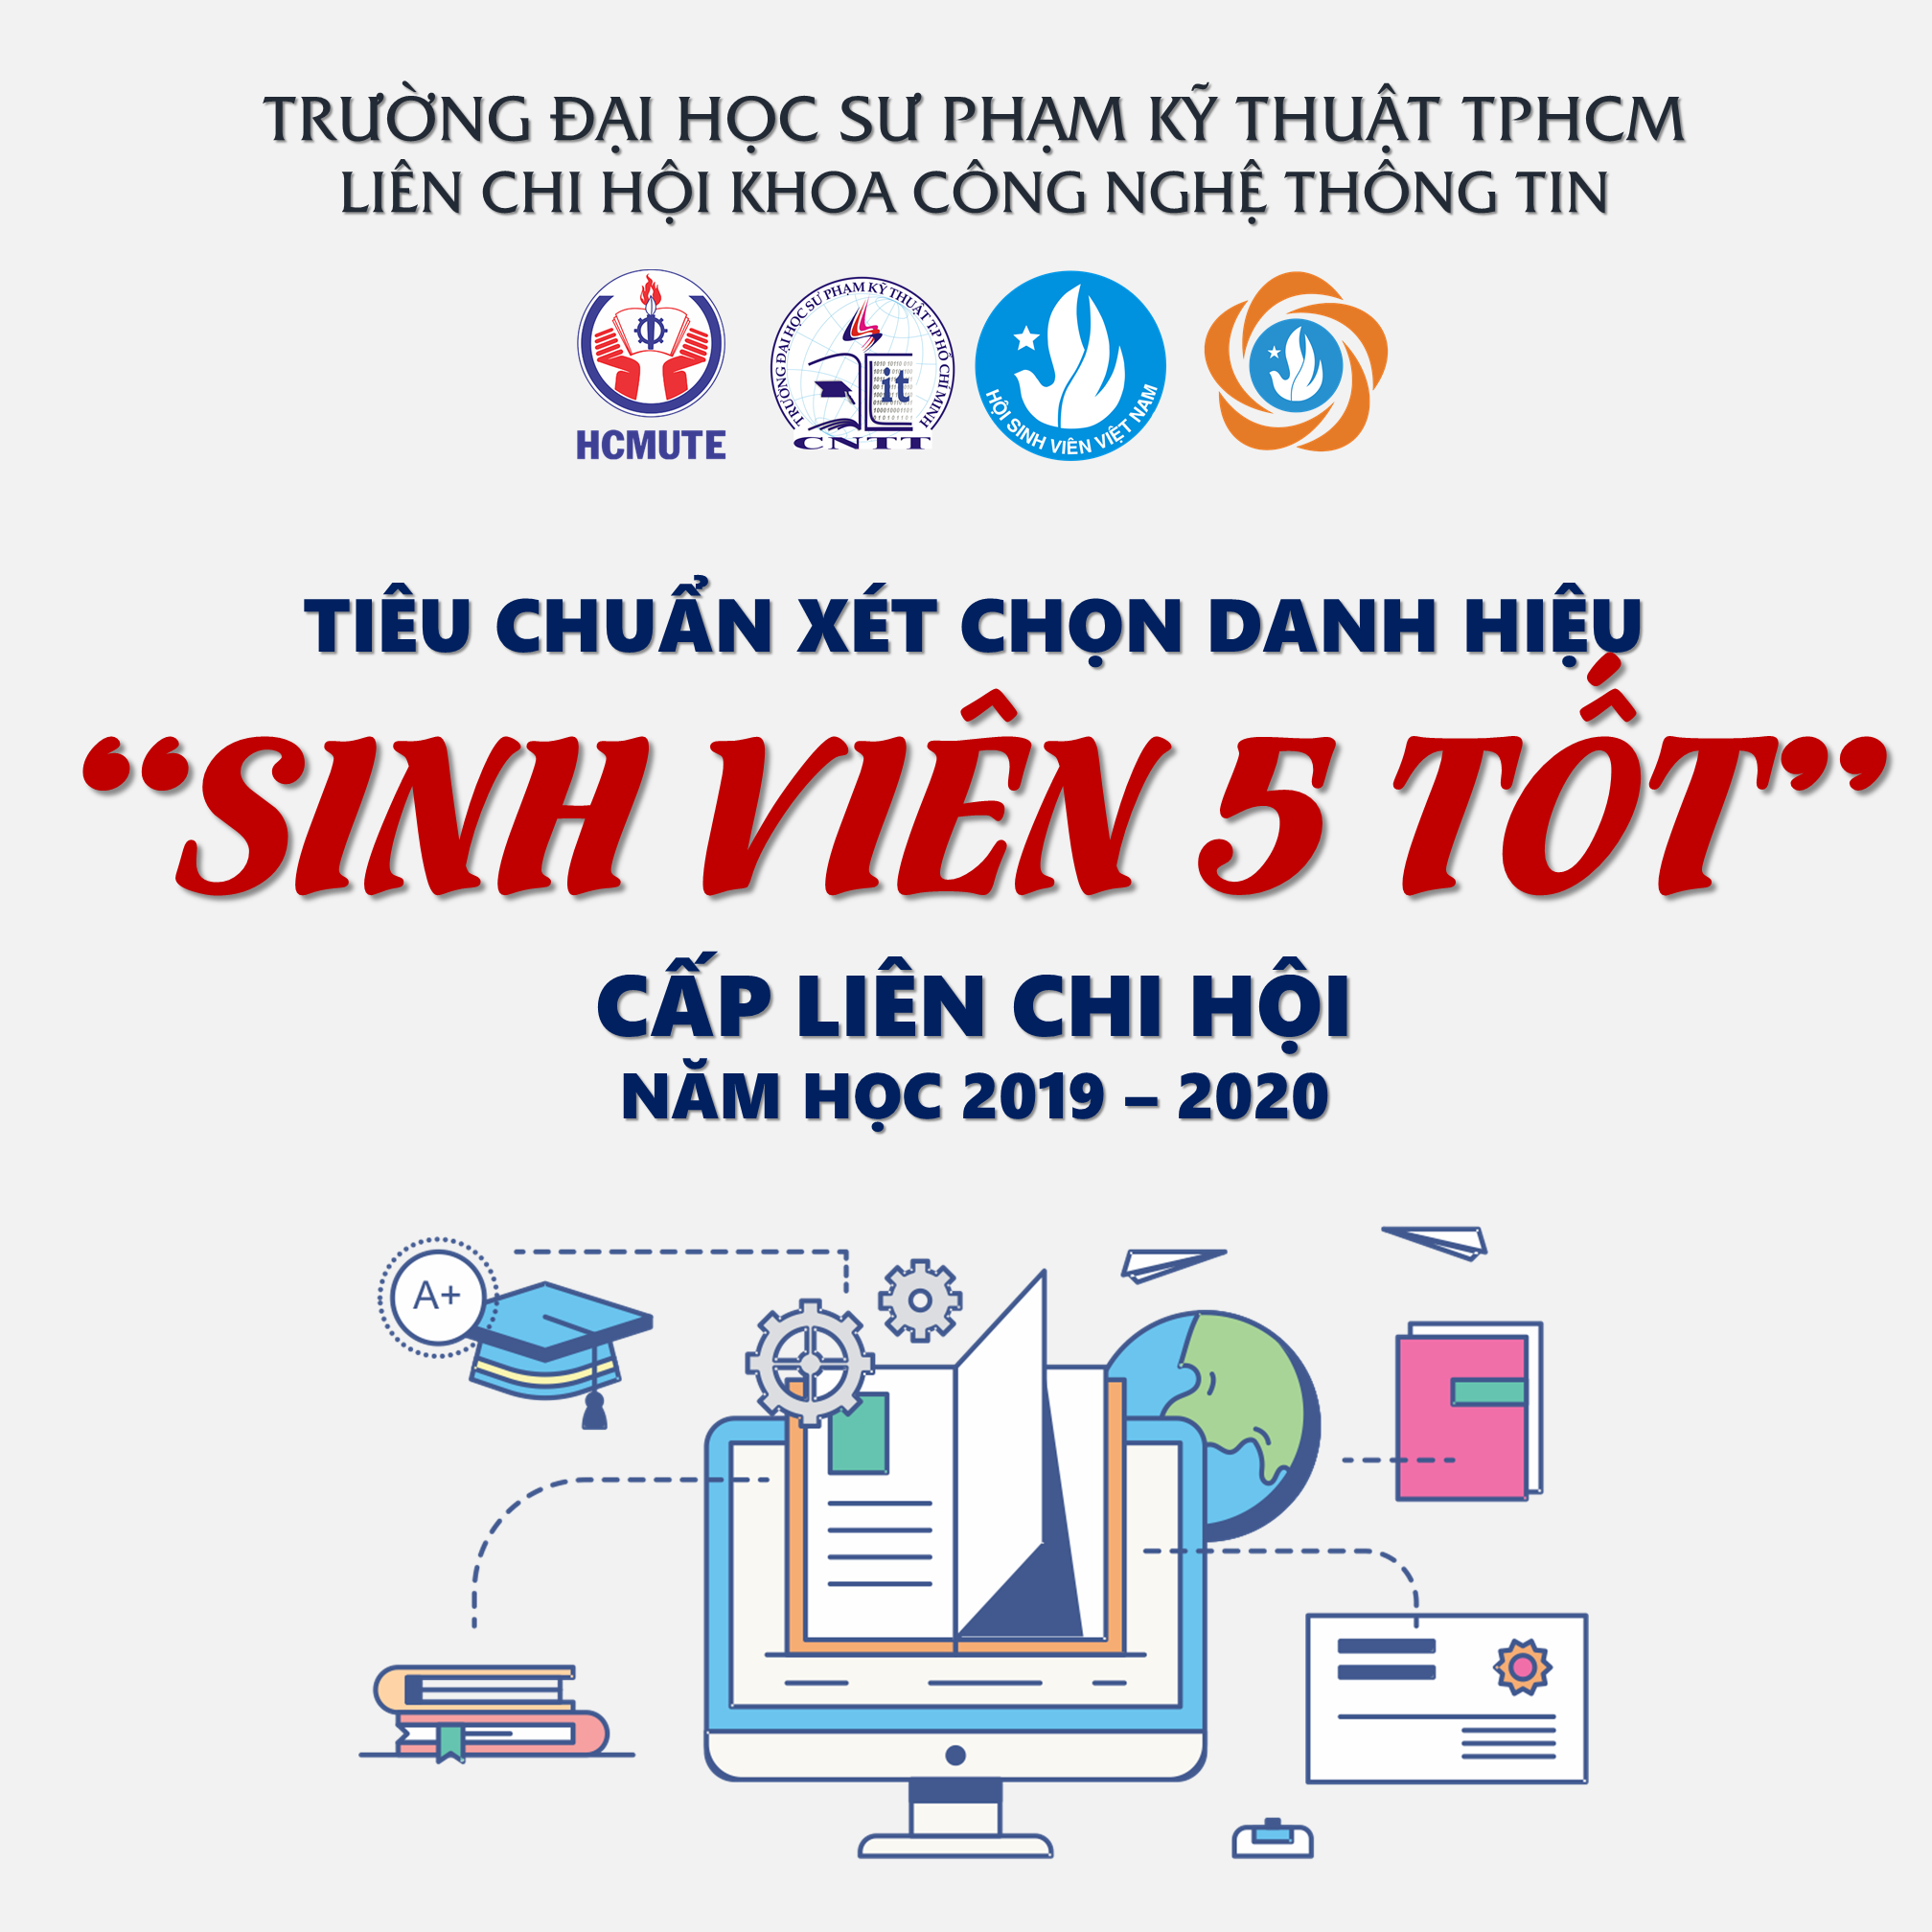 TRƯỜNG ĐẠI HỌC SƯ PHẠM KỸ THUẬT TPHCM
LIÊN CHI HỘI KHOA CÔNG NGHỆ THÔNG TIN
HCMUTE
TRƯỜNG ĐẠI HỌC SƯ PHẠM KỸ THUẬT TP HỒ CHÍ MINH
it
CNTT
HỘI SINH VIÊN VIỆT NAM
TIÊU CHUẨN XÉT CHỌN DANH HIỆU
“SINH VIÊN 5 TỐT”
CẤP LIÊN CHI HỘI
NĂM HỌC 2019 – 2020
A+